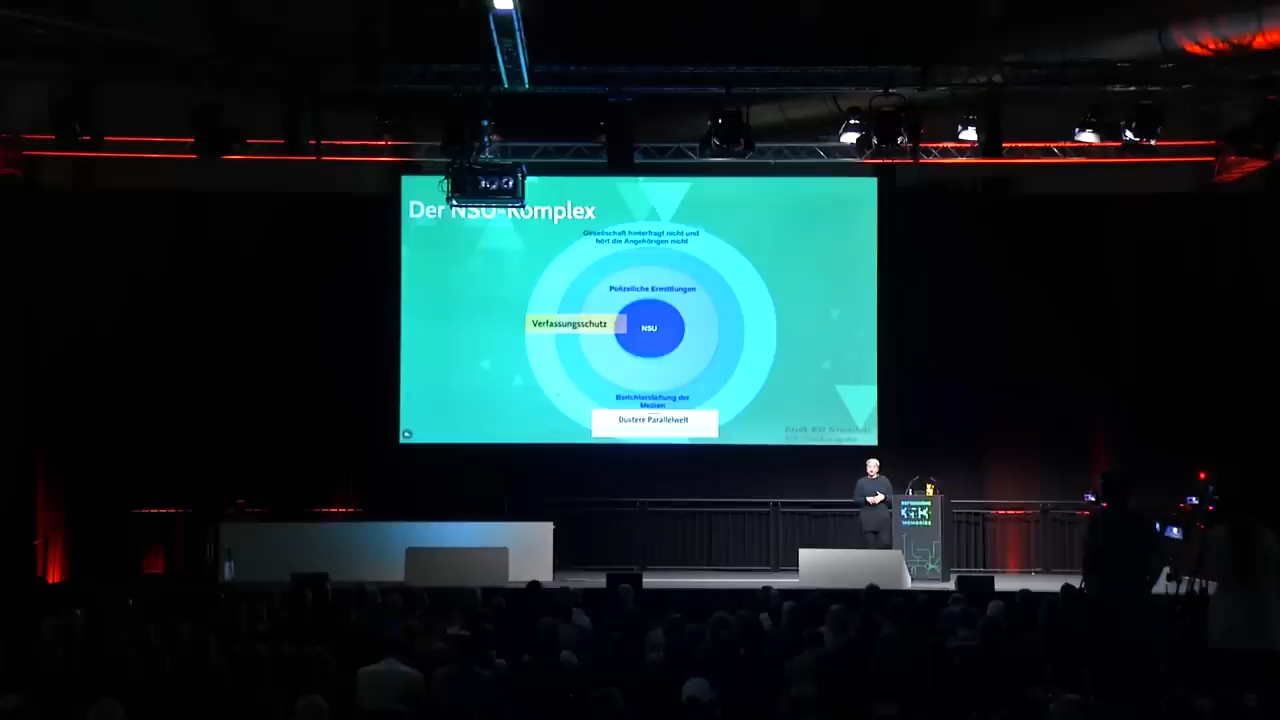 Der NSU-Komplex
Gesellschaft hinterfragt nicht und
hört die Angehörigen nicht
Polizeiliche Ermittlungen
Verfassungsschutz
NSU
Berichterstattung der
Medien
Düstere Parallelwelt
MEMORIES